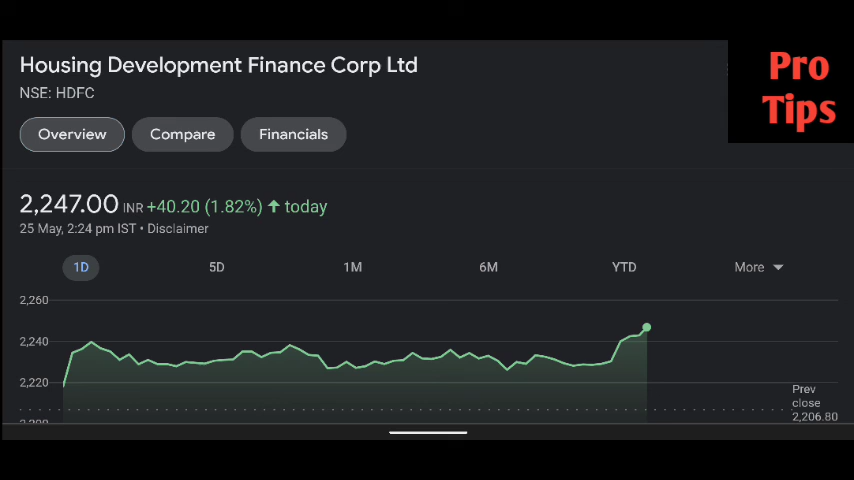 Housing Development Finance Corp Ltd
NSE: HDFC
Pro
Tips
Overview Compare Financials
2,247.00 INR +40.20 (1.82%) ↑ today
25 May, 2:24 pm IST • Disclaimer
1D 5D 1M 6M YTD More
2,260
2,240
2,220
Prev
close
2,206.80
2,200